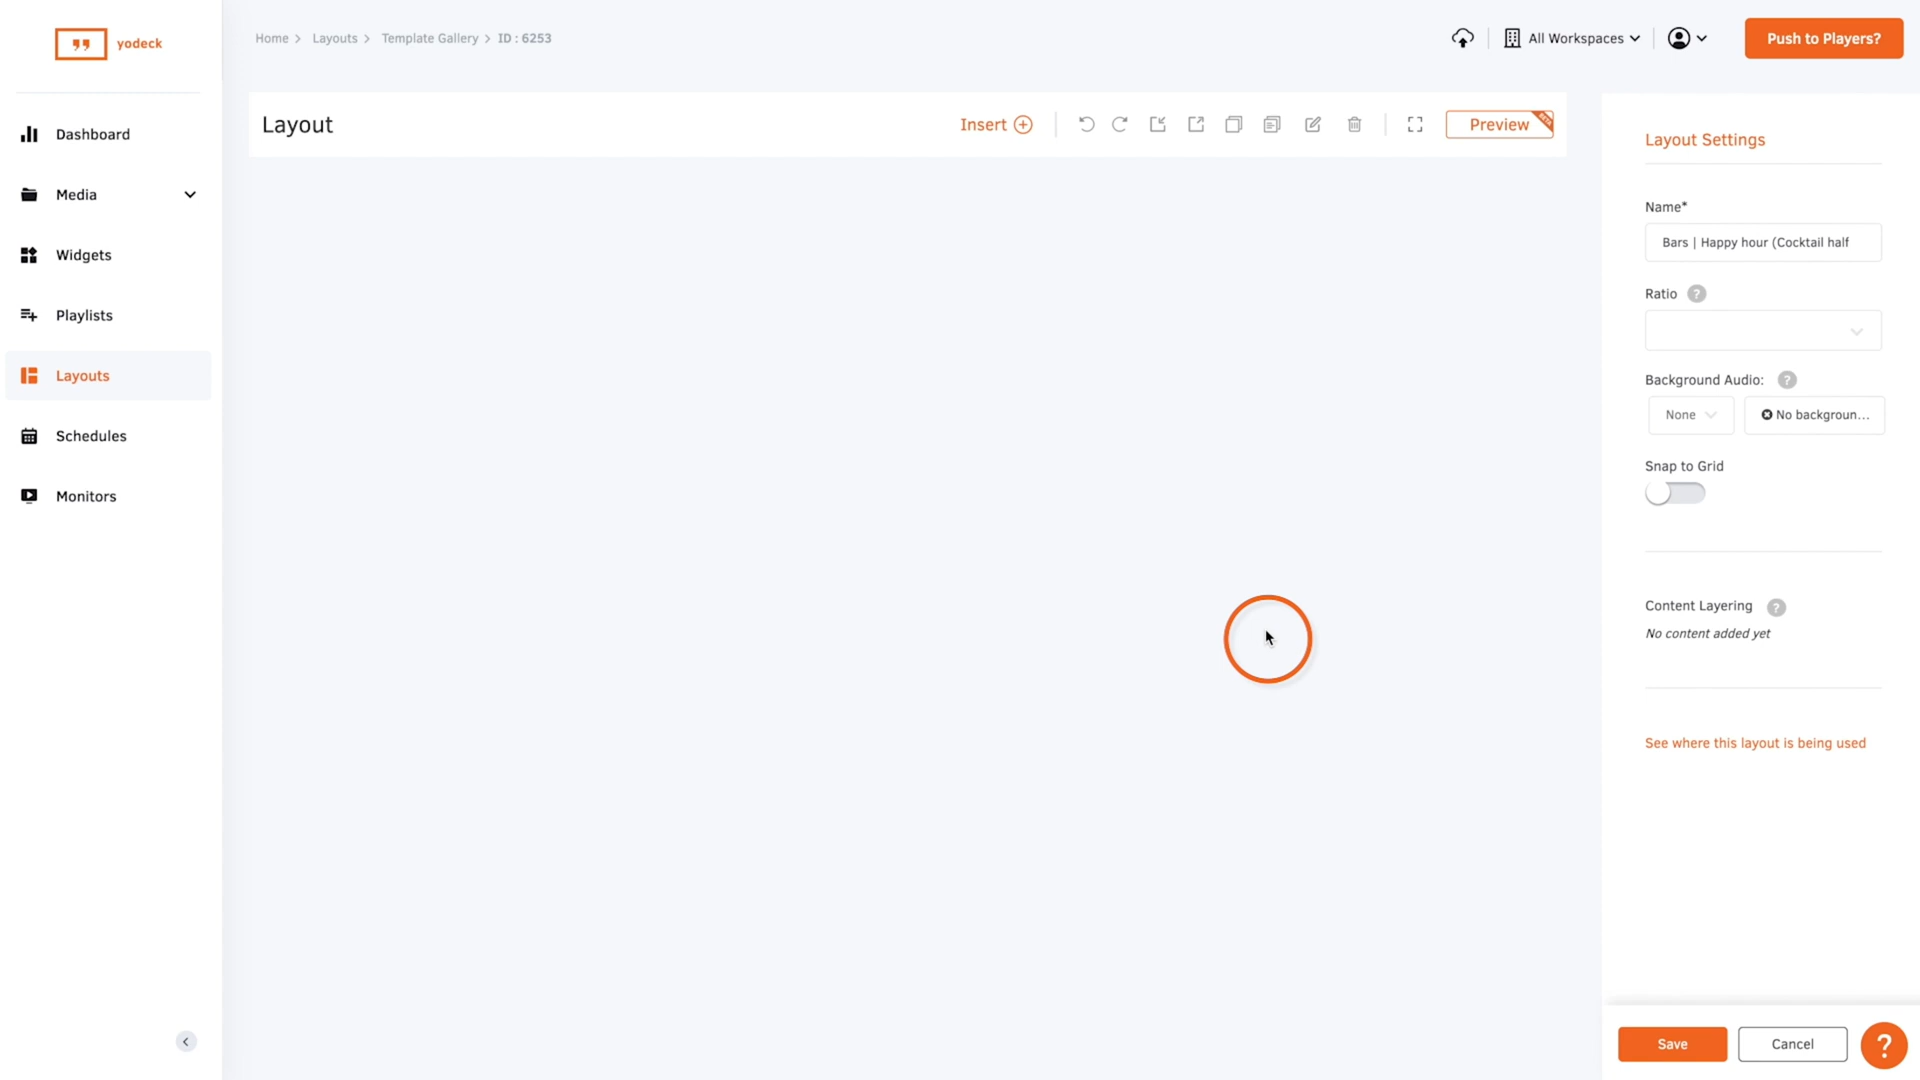 yodeck
Home > Layouts > Template Gallery > ID : 6253
All Workspaces
Push to Players?
Dashboard
Media
Widgets
Playlists
Layouts
Schedules
Monitors
Layout
Insert
Preview
BETA
Layout Settings
Name*
Bars | Happy hour (Cocktail half
Ratio ?
Background Audio: ?
None
No backgroun...
Snap to Grid
Content Layering ?
No content added yet
See where this layout is being used
Save
Cancel
?